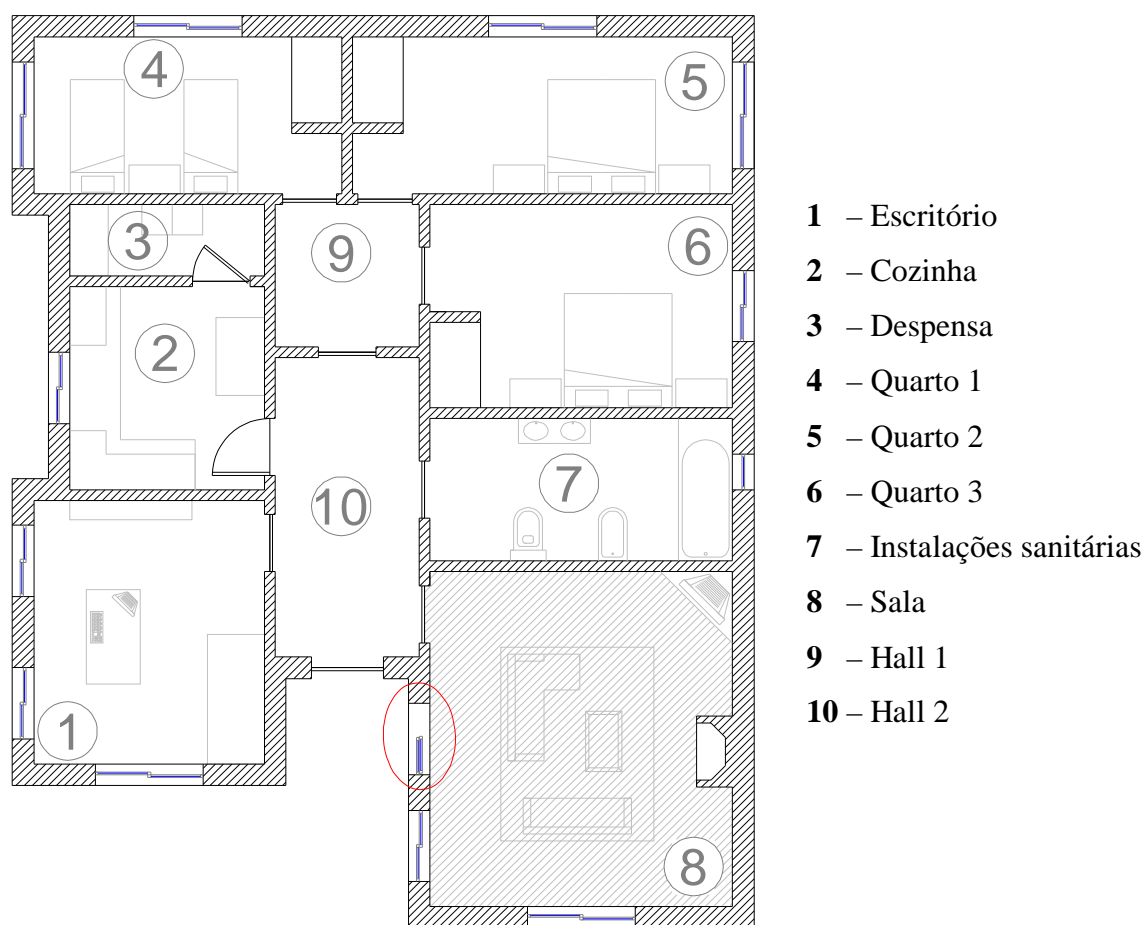 4
5
3
9
6
2
7
10
1
8
1 – Escritório
2 – Cozinha
3 – Despensa
4 – Quarto 1
5 – Quarto 2
6 – Quarto 3
7 – Instalações sanitárias
8 – Sala
9 – Hall 1
10 – Hall 2